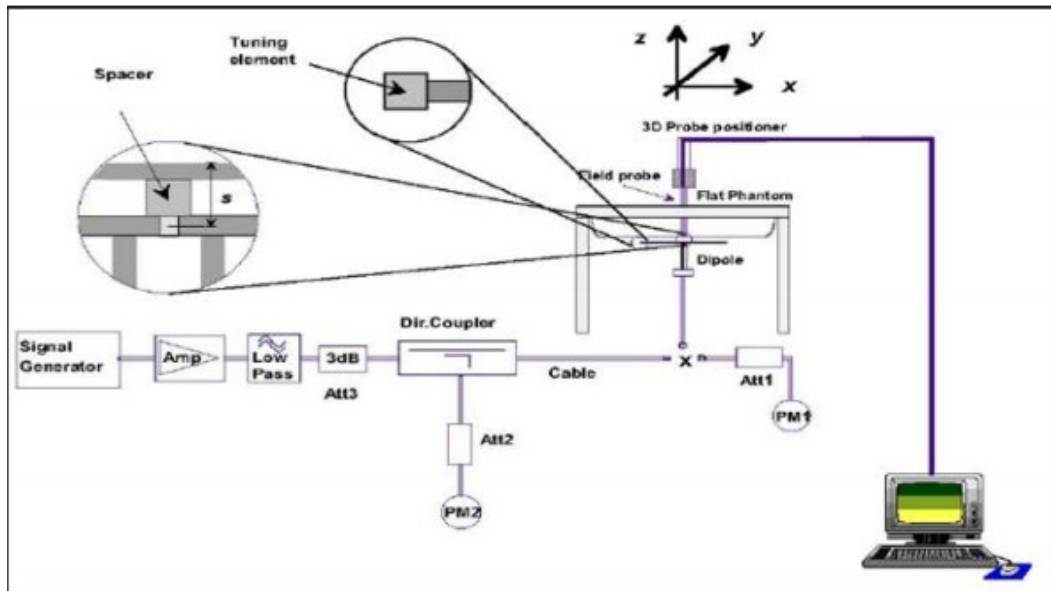 Tuning
element
Spacer
z
y
x
3D Probe positioner
Field probe
Flat Phantom
s
Dipole
Signal
Generator
Amp
Low
Pass
3dB
Att3
Dir.Coupler
Cable
x
Att1
PM1
Att2
PM2